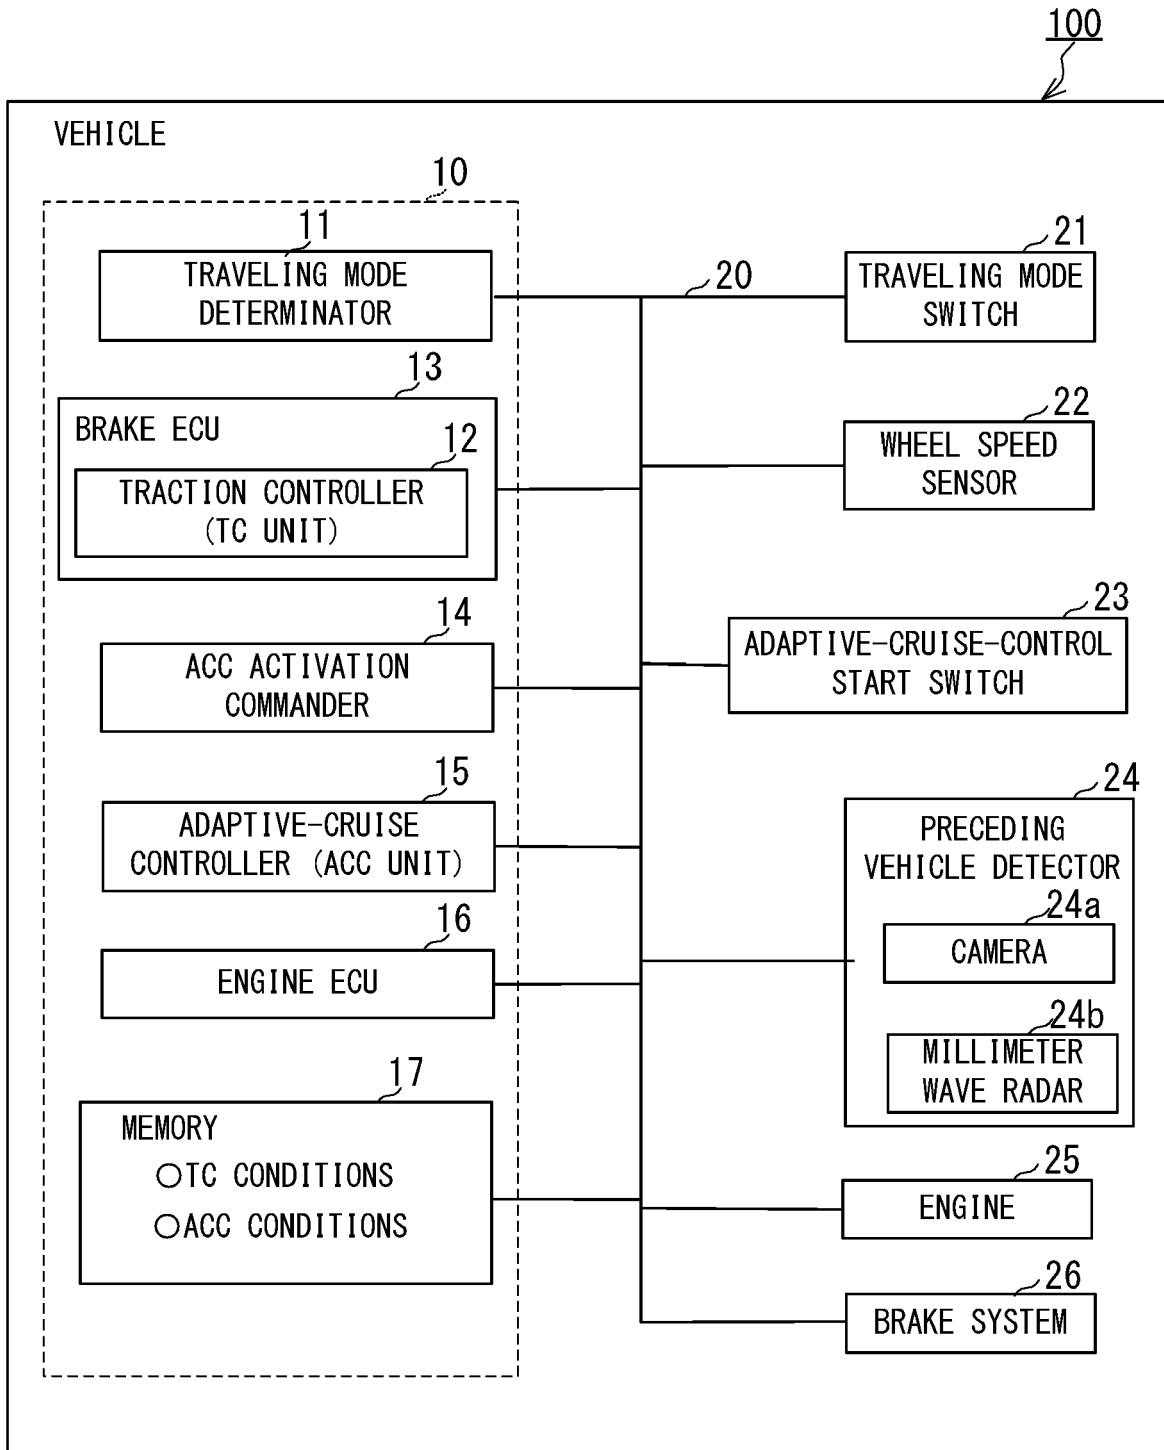 100
VEHICLE
10
11
TRAVELING MODE
DETERMINATOR
13
BRAKE ECU
12
TRACTION CONTROLLER
(TC UNIT)
14
ACC ACTIVATION
COMMANDER
15
ADAPTIVE-CRUISE
CONTROLLER (ACC UNIT)
16
ENGINE ECU
17
MEMORY
○TC CONDITIONS
○ACC CONDITIONS
20
21
TRAVELING MODE
SWITCH
22
WHEEL SPEED
SENSOR
23
ADAPTIVE-CRUISE-CONTROL
START SWITCH
24
PRECEDING
VEHICLE DETECTOR
24a
CAMERA
24b
MILLIMETER
WAVE RADAR
25
ENGINE
26
BRAKE SYSTEM